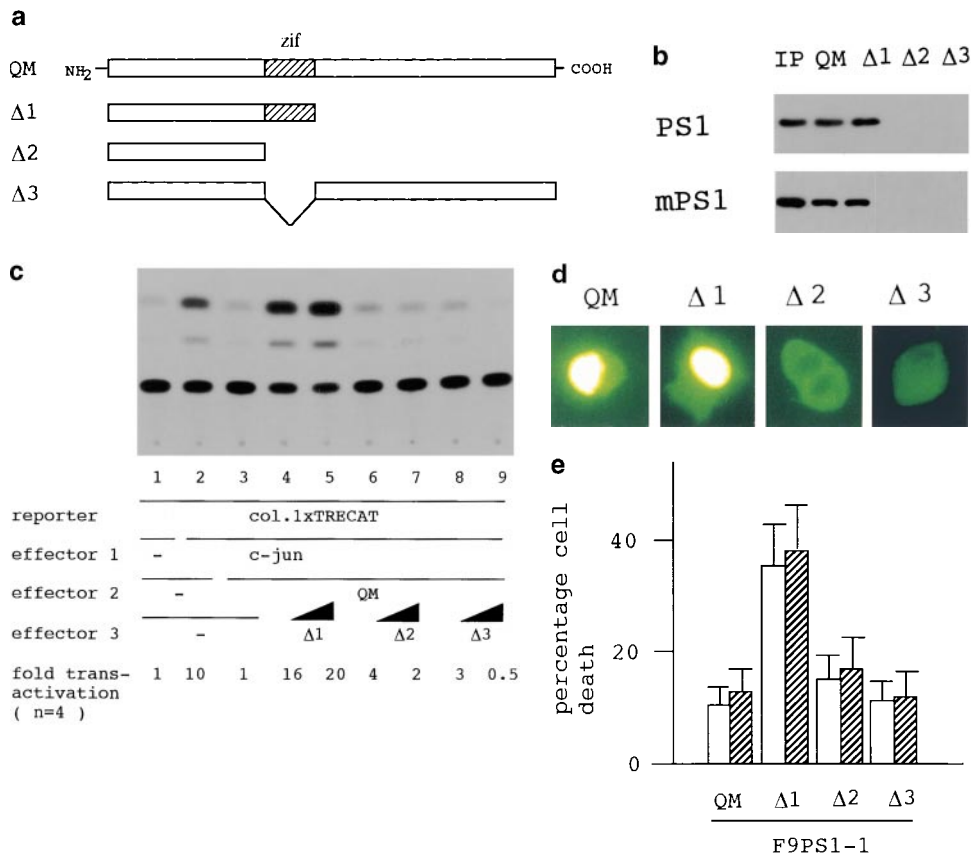 a
zif
QM NH2 COOH
Δ1
Δ2
Δ3
b
IP QM Δ1 Δ2 Δ3
PS1
mPS1
c
1 2 3 4 5 6 7 8 9
reporter col.1xTRECAT
effector 1 - c-jun
effector 2 - QM
effector 3 - Δ1 Δ2 Δ3
fold trans- 1 10 1 16 20 4 2 3 0.5
activation
( n=4 )
d
QM Δ1 Δ2 Δ3
e
percentage cell
death
40
20
0
QM Δ1 Δ2 Δ3
F9PS1-1